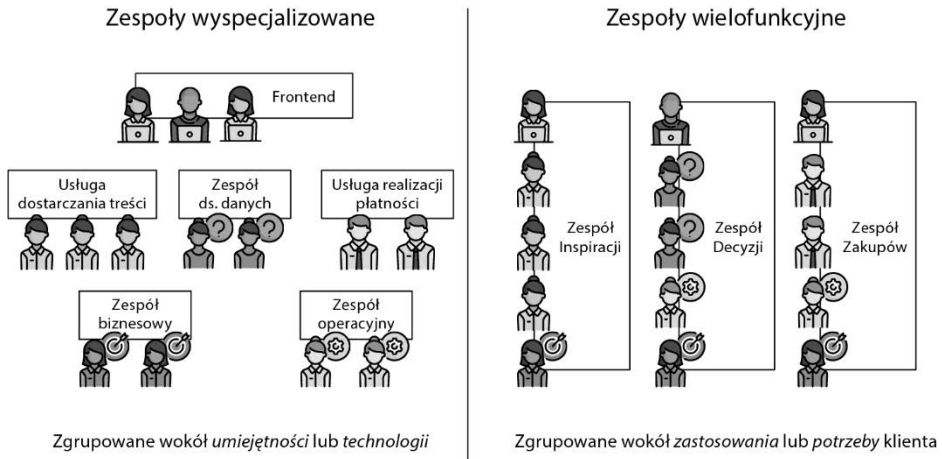 Zespoły wyspecjalizowane
Frontend
Usługa
dostarczania treści
Zespół
ds. danych
Usługa realizacji
płatności
Zespół
biznesowy
Zespół
operacyjny
Zgrupowane wokół umiejętności lub technologii
Zespoły wielofunkcyjne
Zespół
Inspiracji
Zespół
Decyzji
Zespół
Zakupów
Zgrupowane wokół zastosowania lub potrzeby klienta